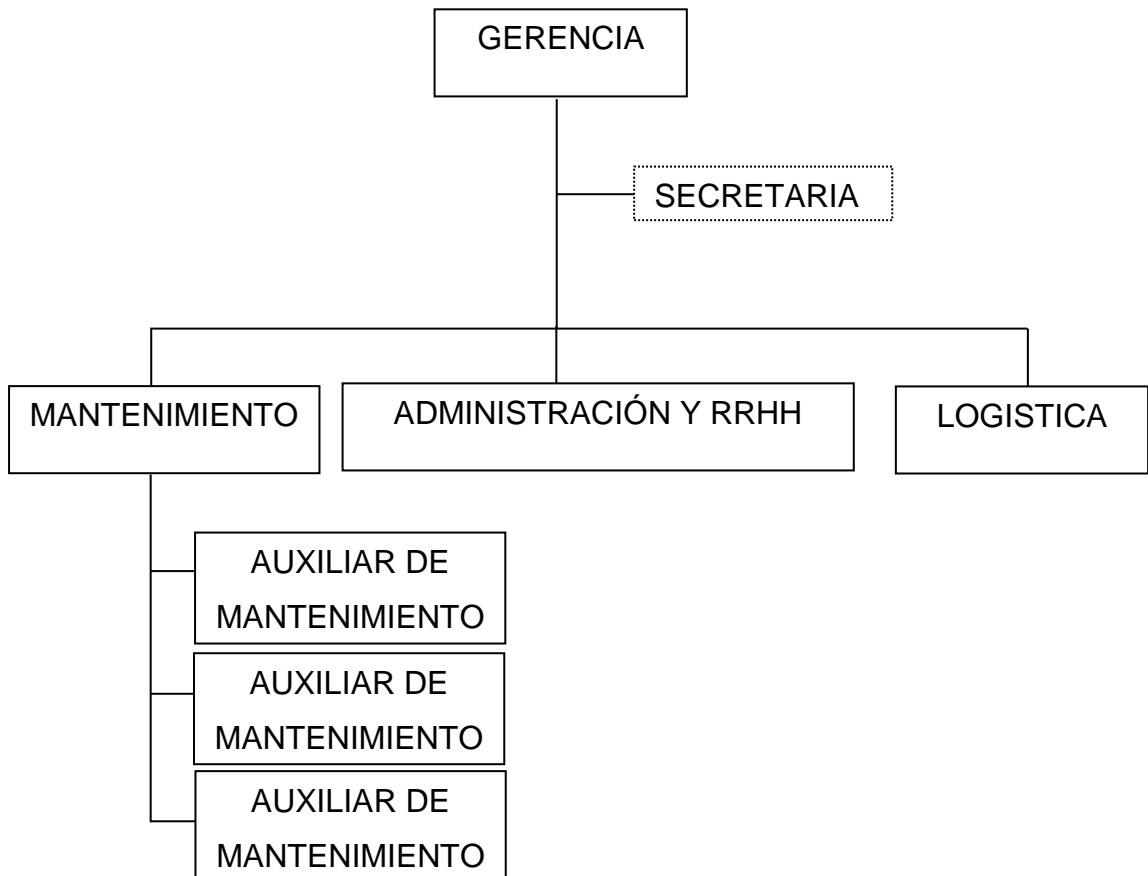 GERENCIA
SECRETARIA
MANTENIMIENTO
ADMINISTRACIÓN Y RRHH
LOGISTICA
AUXILIAR DE
MANTENIMIENTO
AUXILIAR DE
MANTENIMIENTO
AUXILIAR DE
MANTENIMIENTO